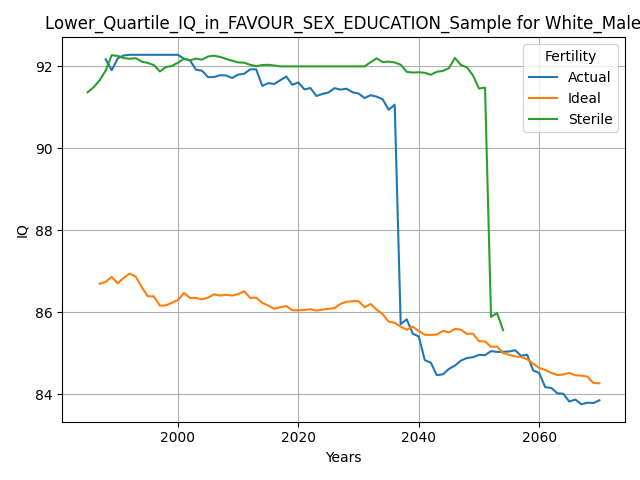 Lower_Quartile_IQ_in_FAVOUR_SEX_EDUCATION_Sample for White_Male
Fertility
Actual
Ideal
Sterile
92
90
88
86
84
IQ
2000
2020
2040
2060
Years